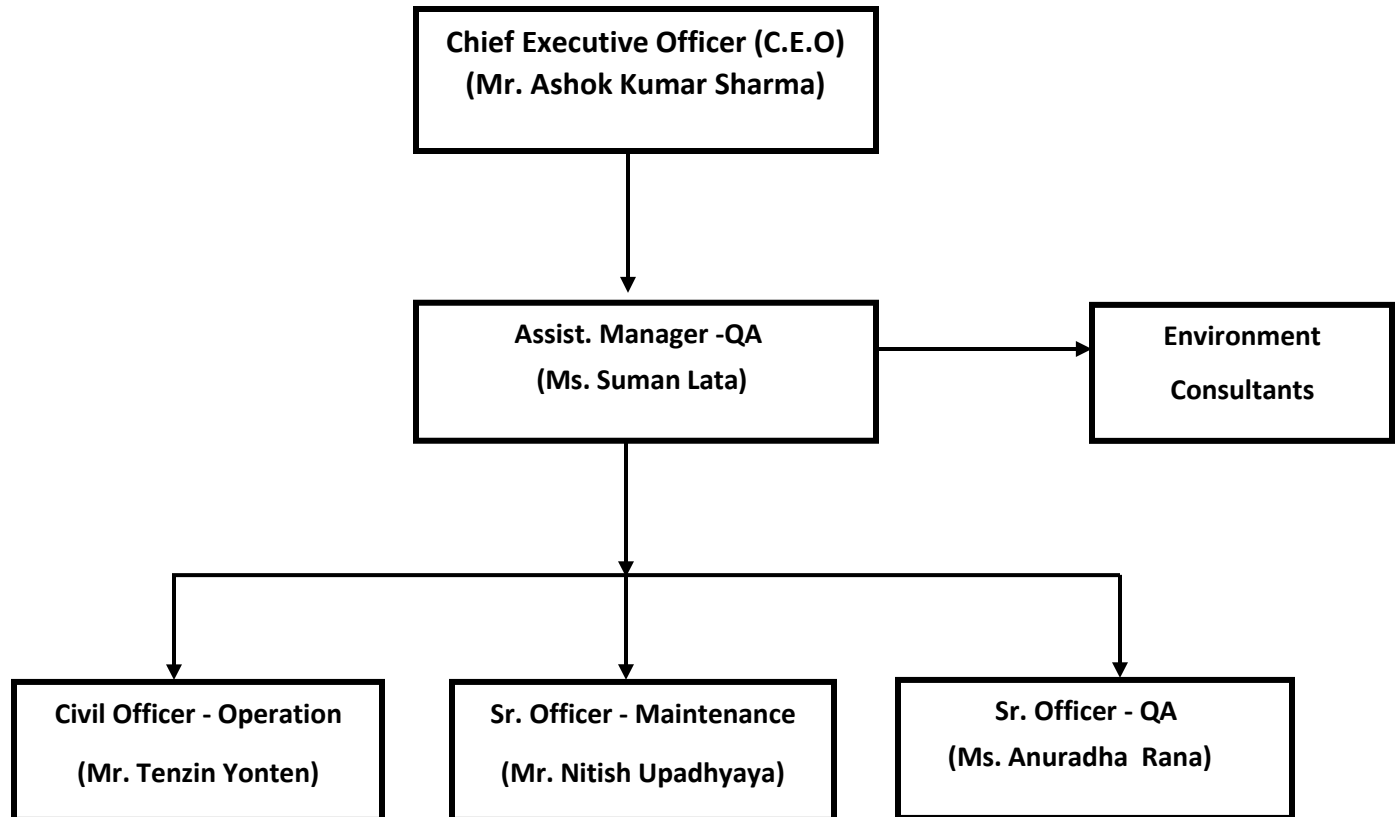 Chief Executive Officer (C.E.O)
(Mr. Ashok Kumar Sharma)
Assist. Manager -QA
(Ms. Suman Lata)
Environment
Consultants
Civil Officer - Operation
(Mr. Tenzin Yonten)
Sr. Officer - Maintenance
(Mr. Nitish Upadhyaya)
Sr. Officer - QA
(Ms. Anuradha  Rana)